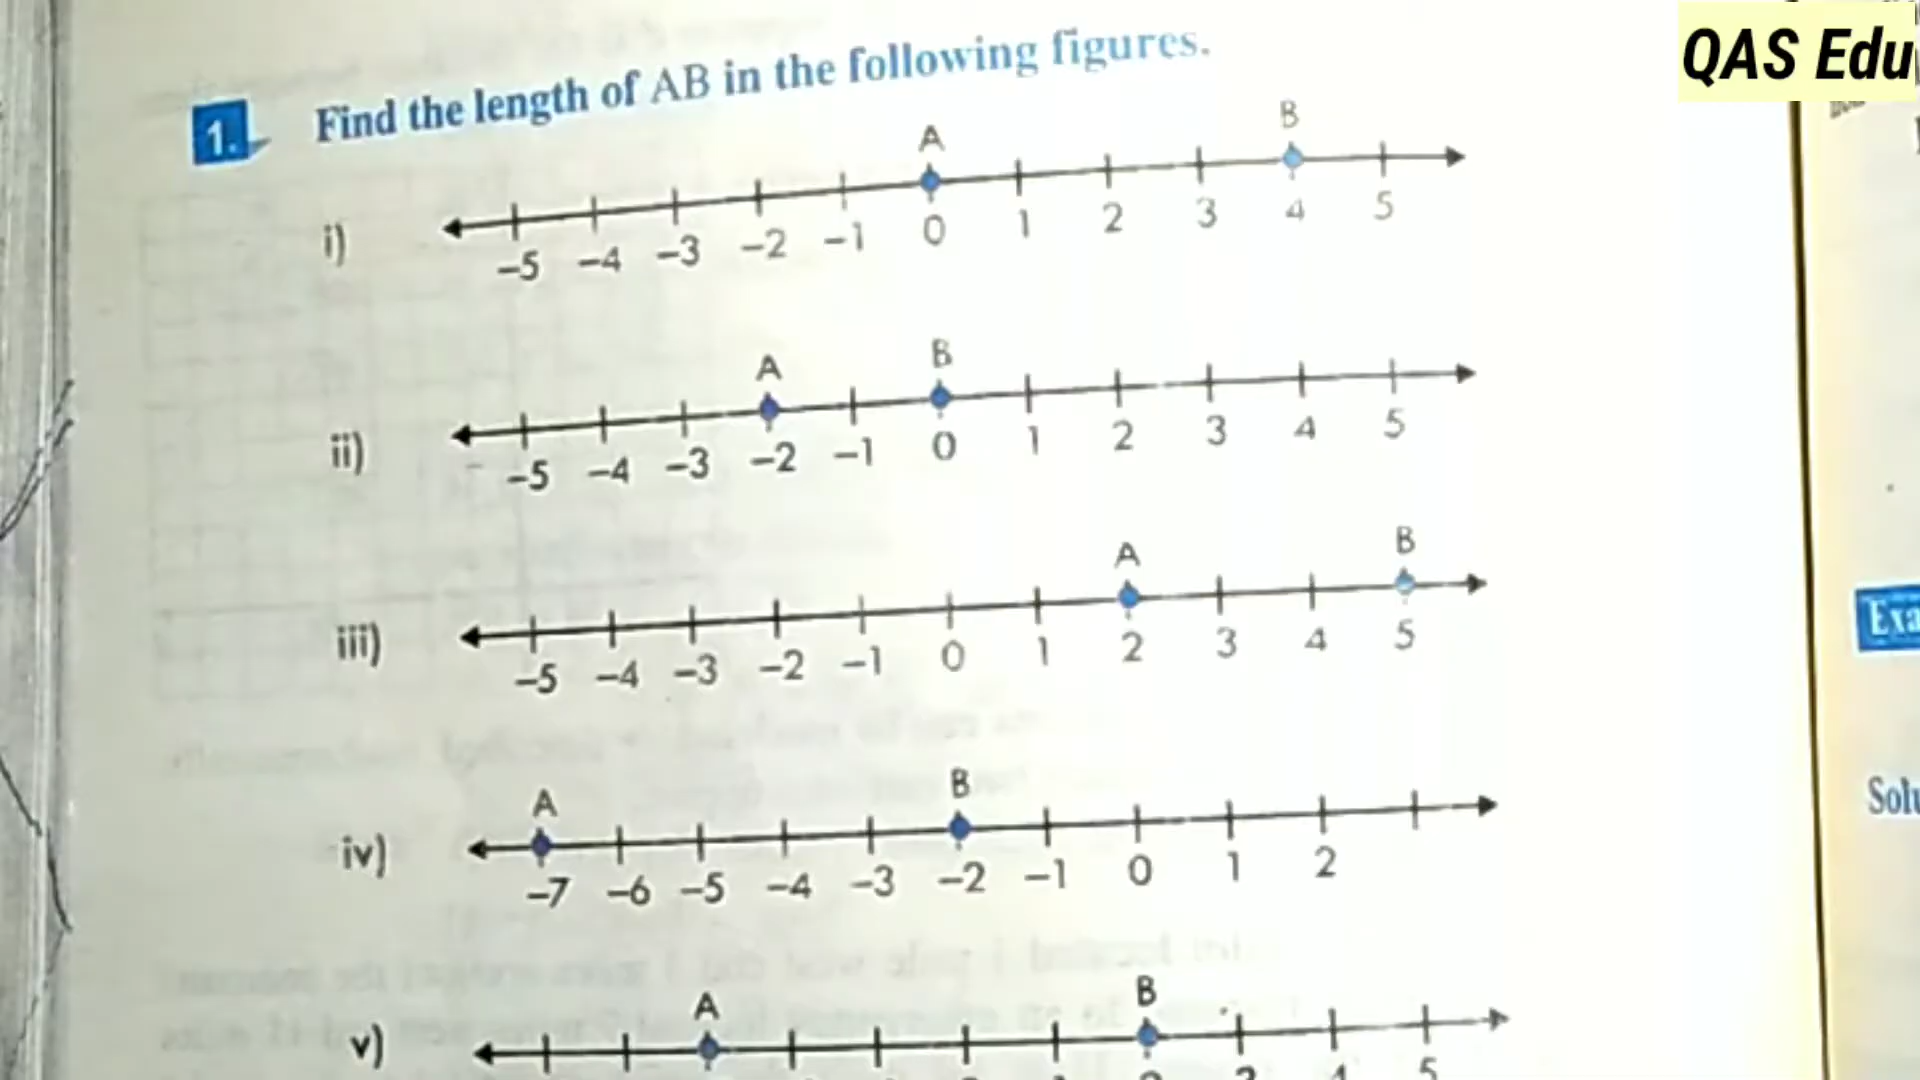 QAS Edu
1. Find the length of AB in the following figures.
A B
i) −5 −4 −3 −2 −1 0 1 2 3 4 5
A B
ii) −5 −4 −3 −2 −1 0 1 2 3 4 5
A B
iii) −5 −4 −3 −2 −1 0 1 2 3 4 5
A B
iv) −7 −6 −5 −4 −3 −2 −1 0 1 2
A B
v) 5